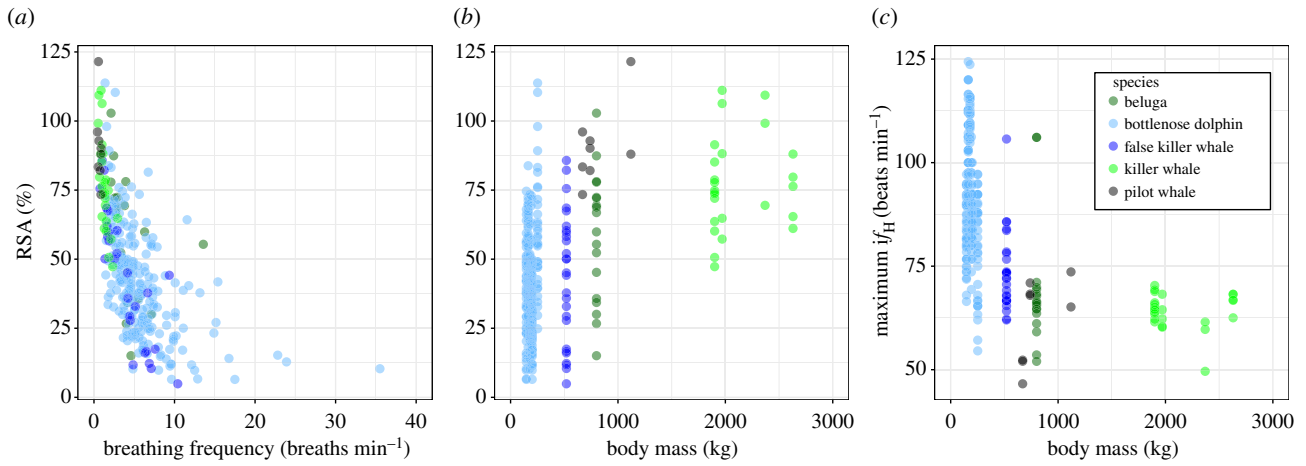 (a)
(b)
(c)
RSA (%)
125
100
75
50
25
0
0 10 20 30 40
breathing frequency (breaths min⁻¹)
125
100
75
50
25
0
0 1000 2000 3000
body mass (kg)
maximum if_H (beats min⁻¹)
125
100
75
50
0 1000 2000 3000
body mass (kg)
species
beluga
bottlenose dolphin
false killer whale
killer whale
pilot whale